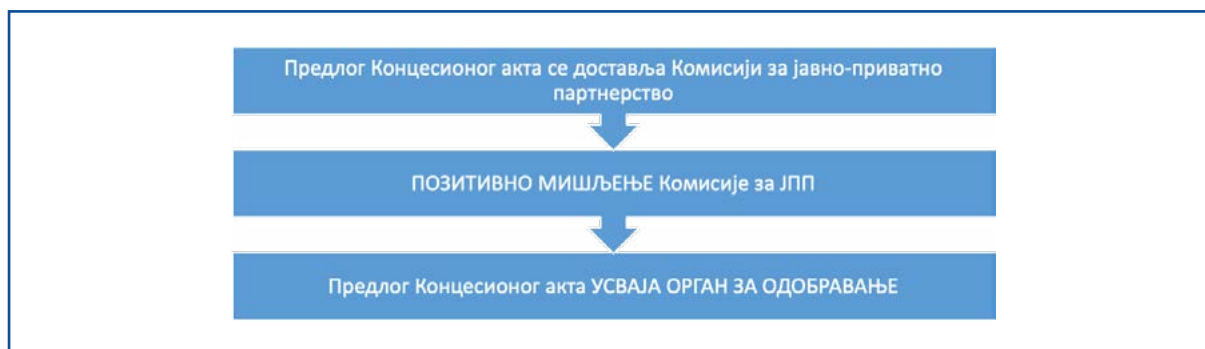 Предлог Концесионог акта се доставља Комисији за јавно-приватно
партнерство
ПОЗИТИВНО МИШЉЕЊЕ Комисије за ЈПП
Предлог Концесионог акта УСВАЈА ОРГАН ЗА ОДОБРАВАЊЕ